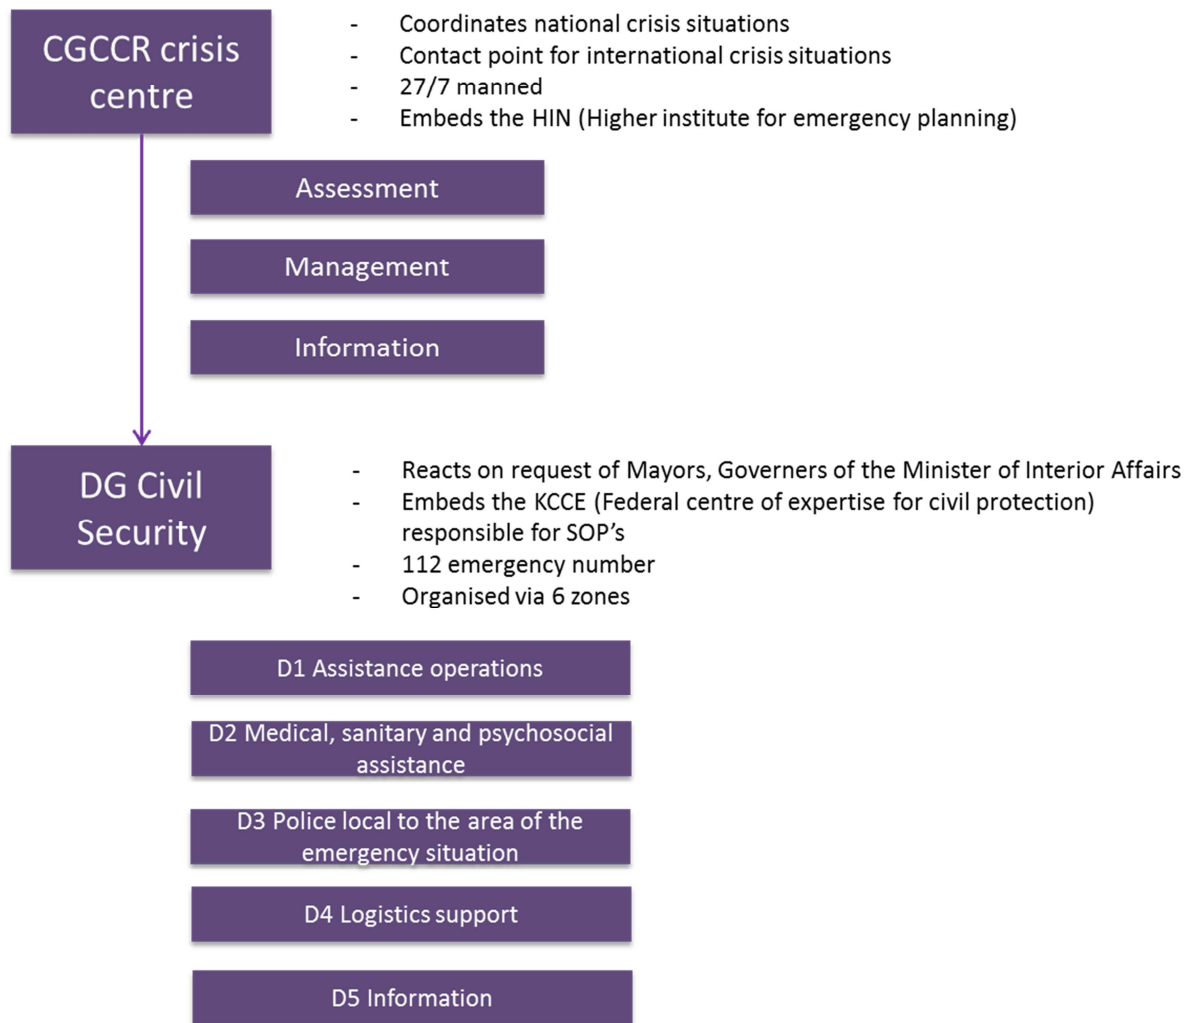 CGCCR crisis
centre
- Coordinates national crisis situations
- Contact point for international crisis situations
- 27/7 manned
- Embeds the HIN (Higher institute for emergency planning)
Assessment
Management
Information
DG Civil
Security
- Reacts on request of Mayors, Governers of the Minister of Interior Affairs
- Embeds the KCCE (Federal centre of expertise for civil protection)
responsible for SOP’s
- 112 emergency number
- Organised via 6 zones
D1 Assistance operations
D2 Medical, sanitary and psychosocial
assistance
D3 Police local to the area of the
emergency situation
D4 Logistics support
D5 Information